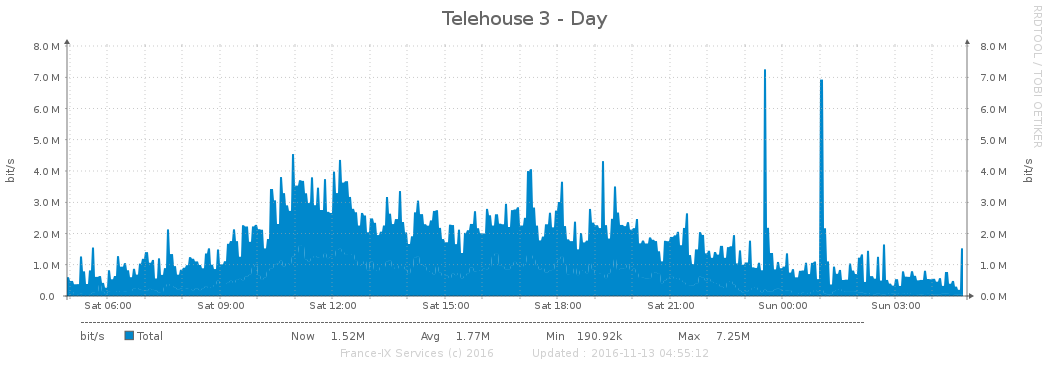 Telehouse 3 - Day
RRDTOOL / TOBI OETIKER
8.0 M 8.0 M
7.0 M 7.0 M
6.0 M 6.0 M
5.0 M 5.0 M
4.0 M 4.0 M
3.0 M 3.0 M
2.0 M 2.0 M
1.0 M 1.0 M
0.0 0.0 M
bit/s bit/s
Sat 06:00 Sat 09:00 Sat 12:00 Sat 15:00 Sat 18:00 Sat 21:00 Sun 00:00 Sun 03:00
bit/s Total Now 1.52M Avg 1.77M Min 190.92k Max 7.25M
France-IX Services (c) 2016 Updated : 2016-11-13 04:55:12